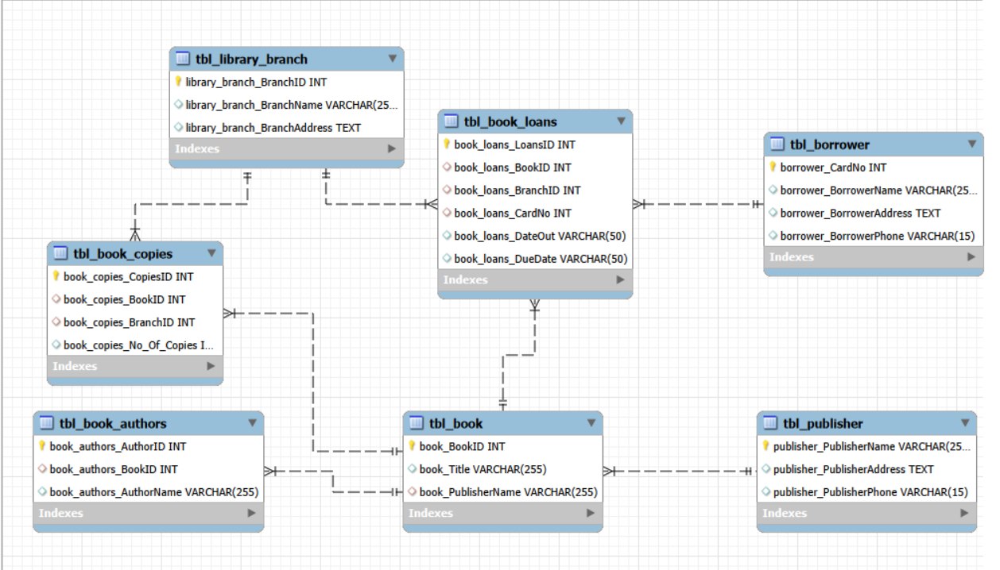 tbl_library_branch
library_branch_BranchID INT
library_branch_BranchName VARCHAR(25...
library_branch_BranchAddress TEXT
Indexes
tbl_book_loans
book_loans_LoansID INT
book_loans_BookID INT
book_loans_BranchID INT
book_loans_CardNo INT
book_loans_DateOut VARCHAR(50)
book_loans_DueDate VARCHAR(50)
Indexes
tbl_borrower
borrower_CardNo INT
borrower_BorrowerName VARCHAR(25...
borrower_BorrowerAddress TEXT
borrower_BorrowerPhone VARCHAR(15)
Indexes
tbl_book_copies
book_copies_CopiesID INT
book_copies_BookID INT
book_copies_BranchID INT
book_copies_No_Of_Copies I...
Indexes
tbl_book_authors
book_authors_AuthorID INT
book_authors_BookID INT
book_authors_AuthorName VARCHAR(255)
Indexes
tbl_book
book_BookID INT
book_Title VARCHAR(255)
book_PublisherName VARCHAR(255)
Indexes
tbl_publisher
publisher_PublisherName VARCHAR(25...
publisher_PublisherAddress TEXT
publisher_PublisherPhone VARCHAR(15)
Indexes